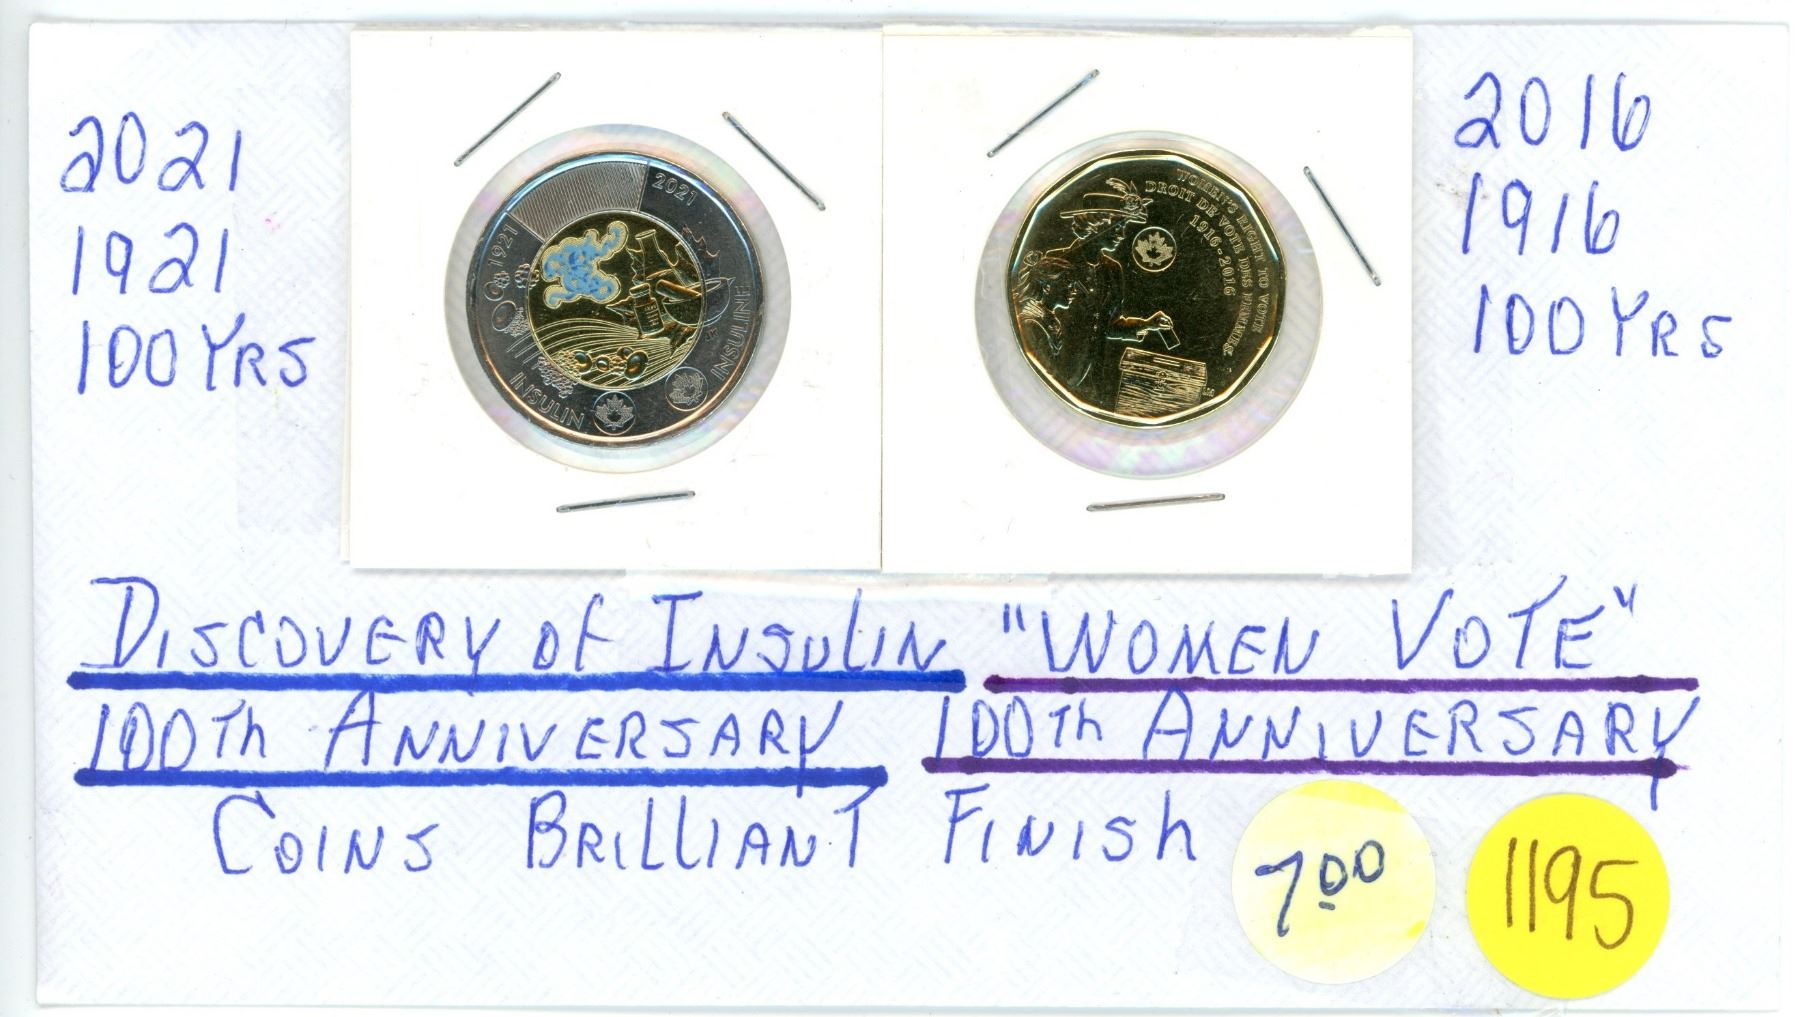 2021
1921
100 YRS
1921
2021
INSULIN
INSULINE
WOMEN'S RIGHT TO VOTE
DROIT DE VOTE DES FEMMES
1916-2016
2016
1916
100 YRS
DISCOVERY OF INSULIN "WOMEN VOTE"
100Th ANNIVERSARY 100Th ANNIVERSARY
COINS BRILLIANT FINISH
7.00
1195